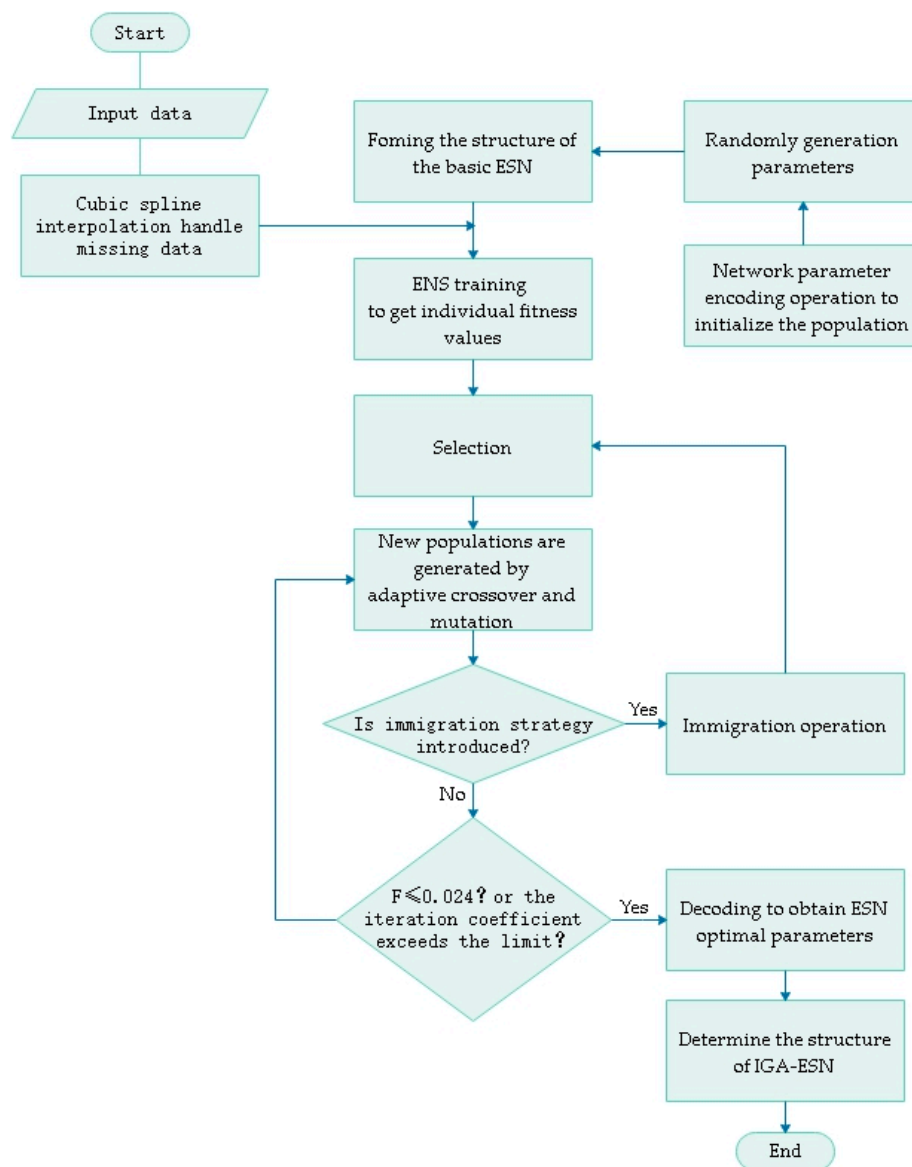 Start
Input data
Cubic spline
interpolation handle
missing data
Foming the structure of
the basic ESN
Randomly generation
parameters
Network parameter
encoding operation to
initialize the population
ENS training
to get individual fitness
values
Selection
New populations are
generated by
adaptive crossover and
mutation
Is immigration strategy
introduced?
Yes
Immigration operation
No
F≤0.024? or the
iteration coefficient
exceeds the limit?
Yes
Decoding to obtain ESN
optimal parameters
Determine the structure
of IGA-ESN
End